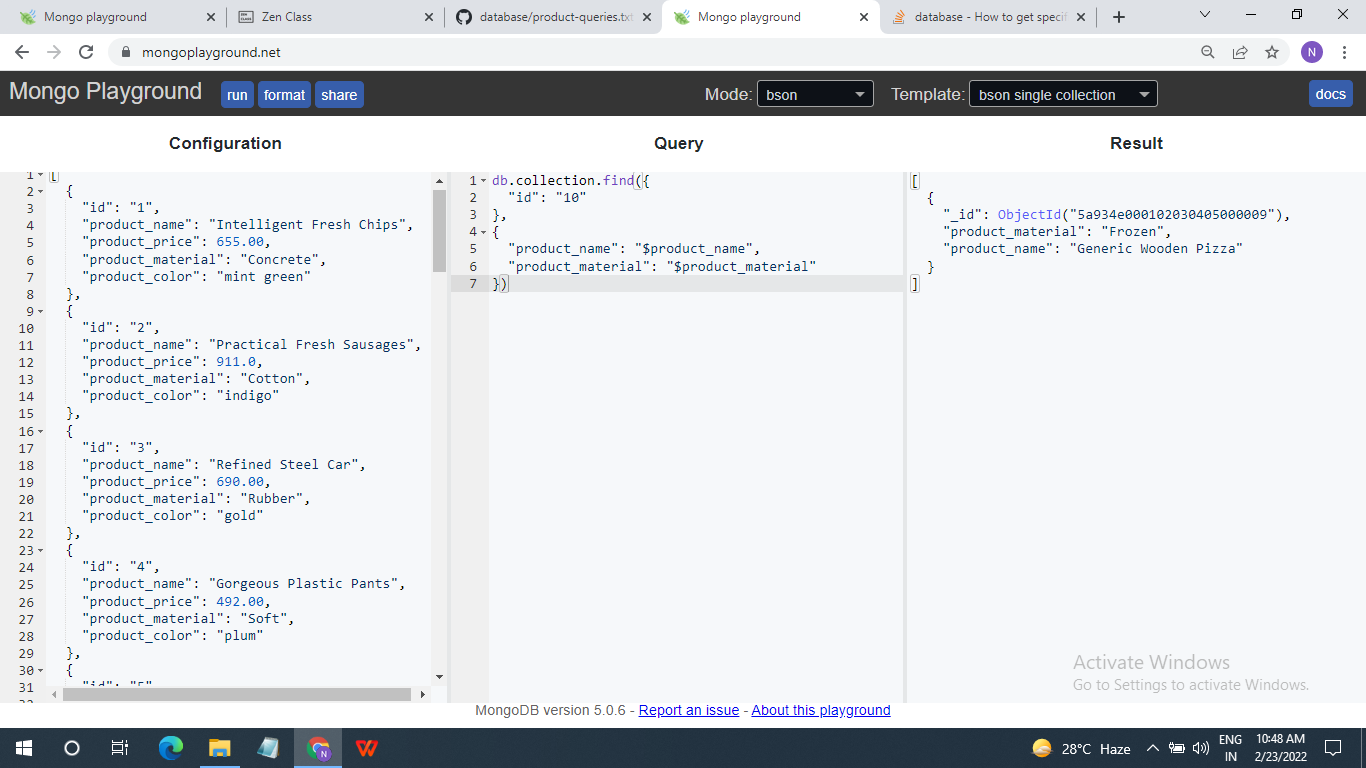 Mongo playground
Zen Class
database/product-queries.txt
Mongo playground
database - How to get specif
mongoplayground.net
N
Mongo Playground
run
format
share
Mode:
bson
Template:
bson single collection
docs
Configuration
Query
Result
1 [
2 {
3 "id": "1",
4 "product_name": "Intelligent Fresh Chips",
5 "product_price": 655.00,
6 "product_material": "Concrete",
7 "product_color": "mint green"
8 },
9 {
10 "id": "2",
11 "product_name": "Practical Fresh Sausages",
12 "product_price": 911.0,
13 "product_material": "Cotton",
14 "product_color": "indigo"
15 },
16 {
17 "id": "3",
18 "product_name": "Refined Steel Car",
19 "product_price": 690.00,
20 "product_material": "Rubber",
21 "product_color": "gold"
22 },
23 {
24 "id": "4",
25 "product_name": "Gorgeous Plastic Pants",
26 "product_price": 492.00,
27 "product_material": "Soft",
28 "product_color": "plum"
29 },
30 {
31 "id": "5"
1 db.collection.find({
2 "id": "10"
3 },
4 {
5 "product_name": "$product_name",
6 "product_material": "$product_material"
7 })
[
{
"_id": ObjectId("5a934e000102030405000009"),
"product_material": "Frozen",
"product_name": "Generic Wooden Pizza"
}
]
Activate Windows
Go to Settings to activate Windows.
MongoDB version 5.0.6 - Report an issue - About this playground
28°C Haze
ENG
IN
10:48 AM
2/23/2022